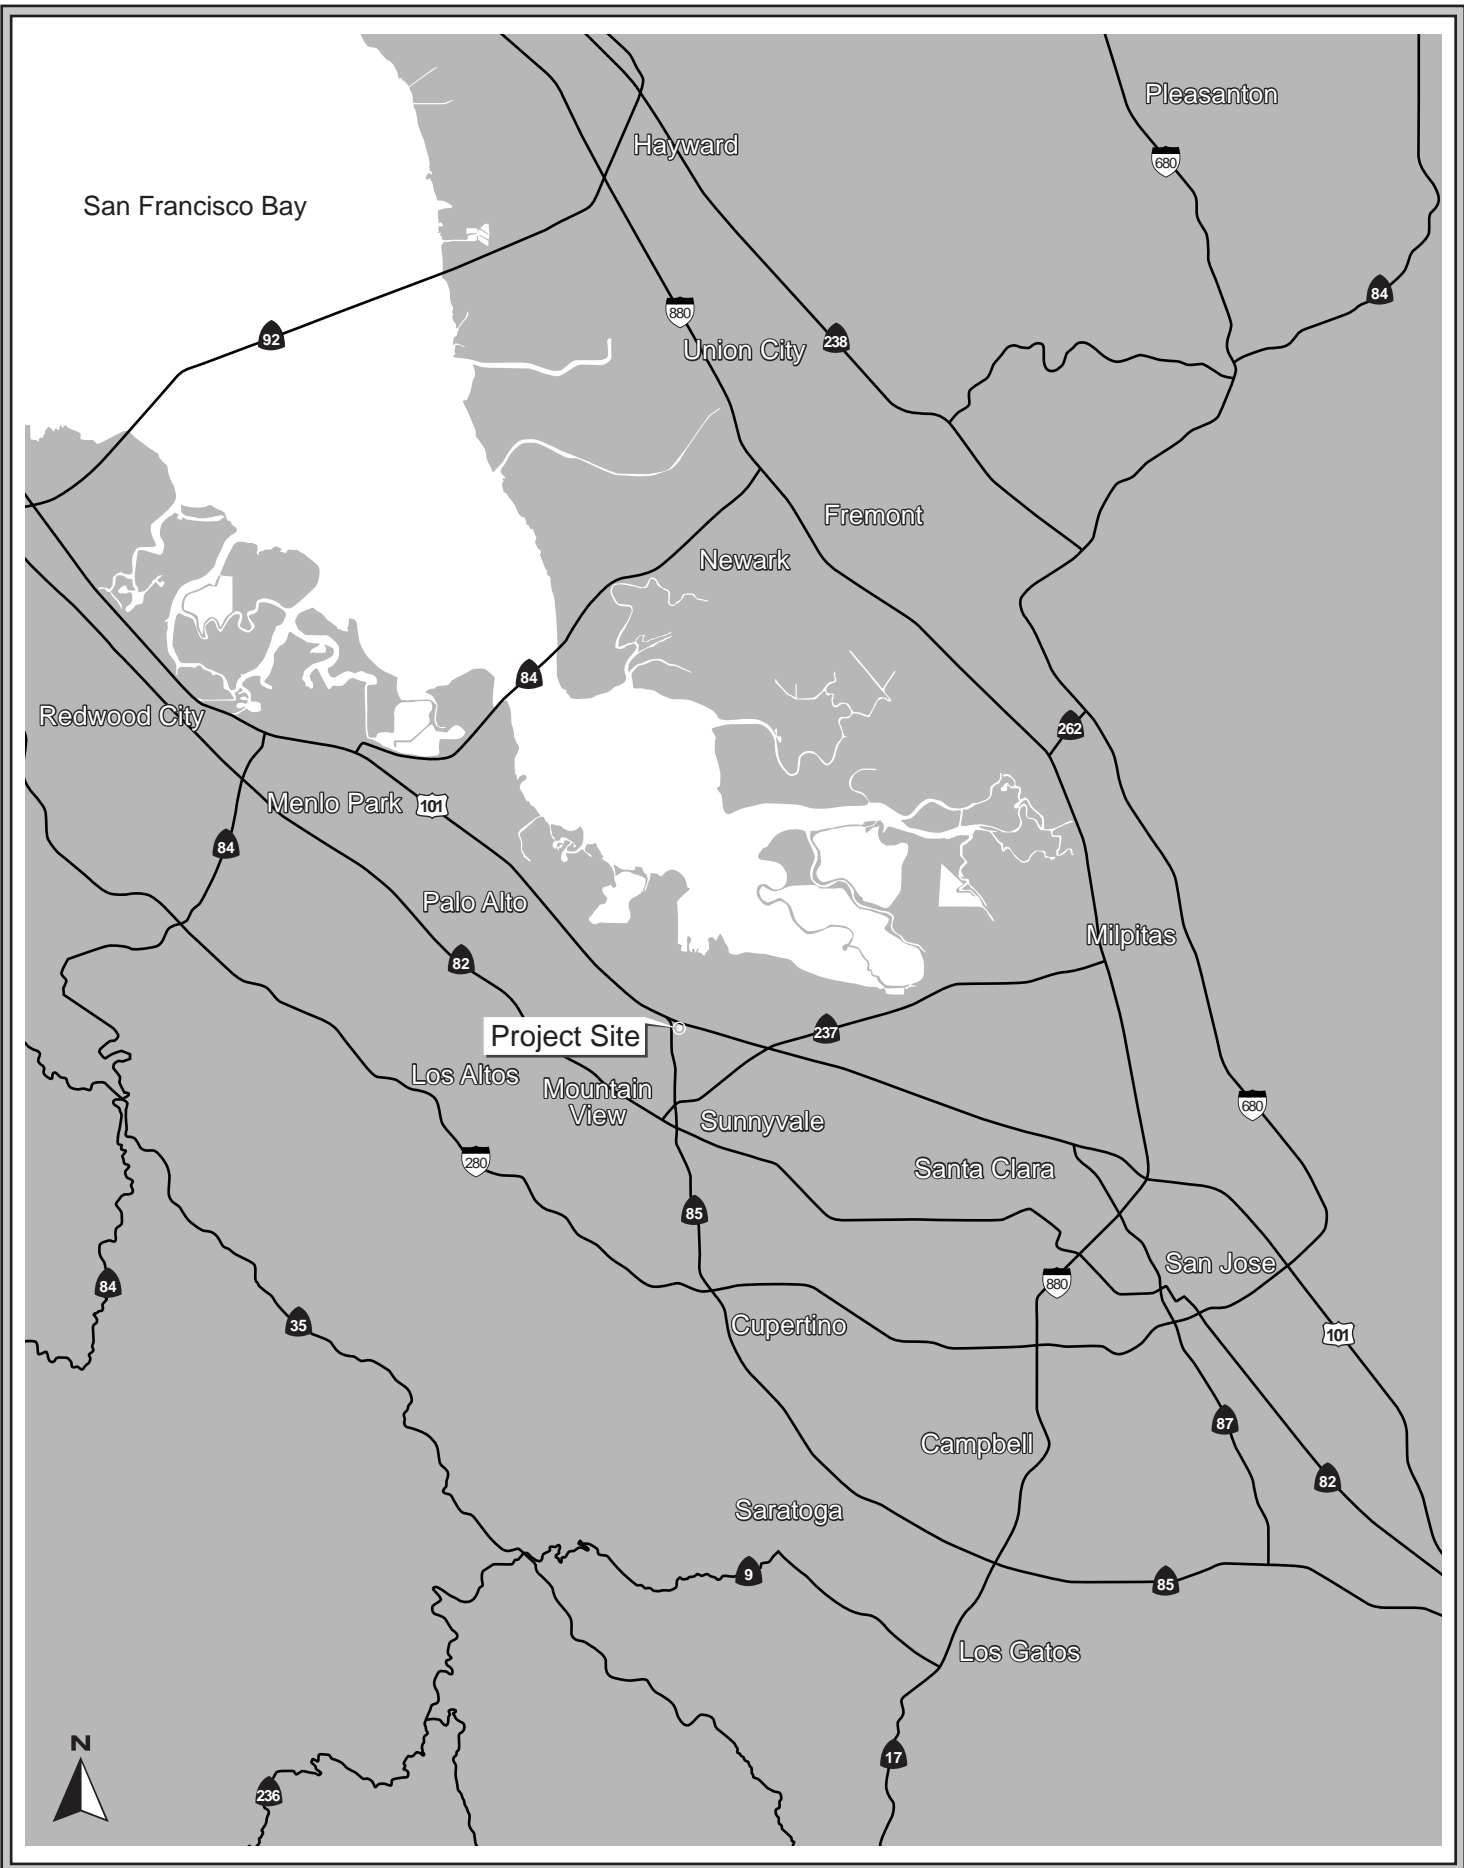 Pleasanton
Hayward
680
San Francisco Bay
84
880
92
238
Union City
Fremont
Newark
84
Redwood City
262
Menlo Park
101
84
Palo Alto
Milpitas
82
237
Project Site
Los Altos
Mountain
View
680
Sunnyvale
280
Santa Clara
85
San Jose
84
880
35
Cupertino
101
87
Campbell
82
Saratoga
9
85
Los Gatos
N
17
236